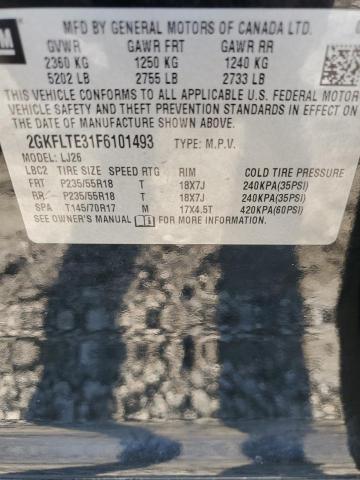 GM MFD BY GENERAL MOTORS OF CANADA LTD.
GVWR GAWR FRT GAWR RR
2360 KG 1250 KG 1240 KG
5202 LB 2755 LB 2733 LB
THIS VEHICLE CONFORMS TO ALL APPLICABLE U.S. FEDERAL MOTOR
VEHICLE SAFETY, BUMPER, AND THEFT PREVENTION STANDARDS IN EFFECT
ON THE DATE OF MANUFACTURE SHOWN ABOVE.
2GKFLTE31F6101493 TYPE: M.P.V.
MODEL: LJ26
LBC2 TIRE SIZE SPEED RTG RIM COLD TIRE PRESSURE
FRT P235/55R18 T 18X7J 240KPA(35PSI)
RR P235/55R18 T 18X7J 240KPA(35PSI)
SPA T145/70R17 M 17X4.5T 420KPA(60PSI)
SEE OWNER'S MANUAL FOR MORE INFORMATION.